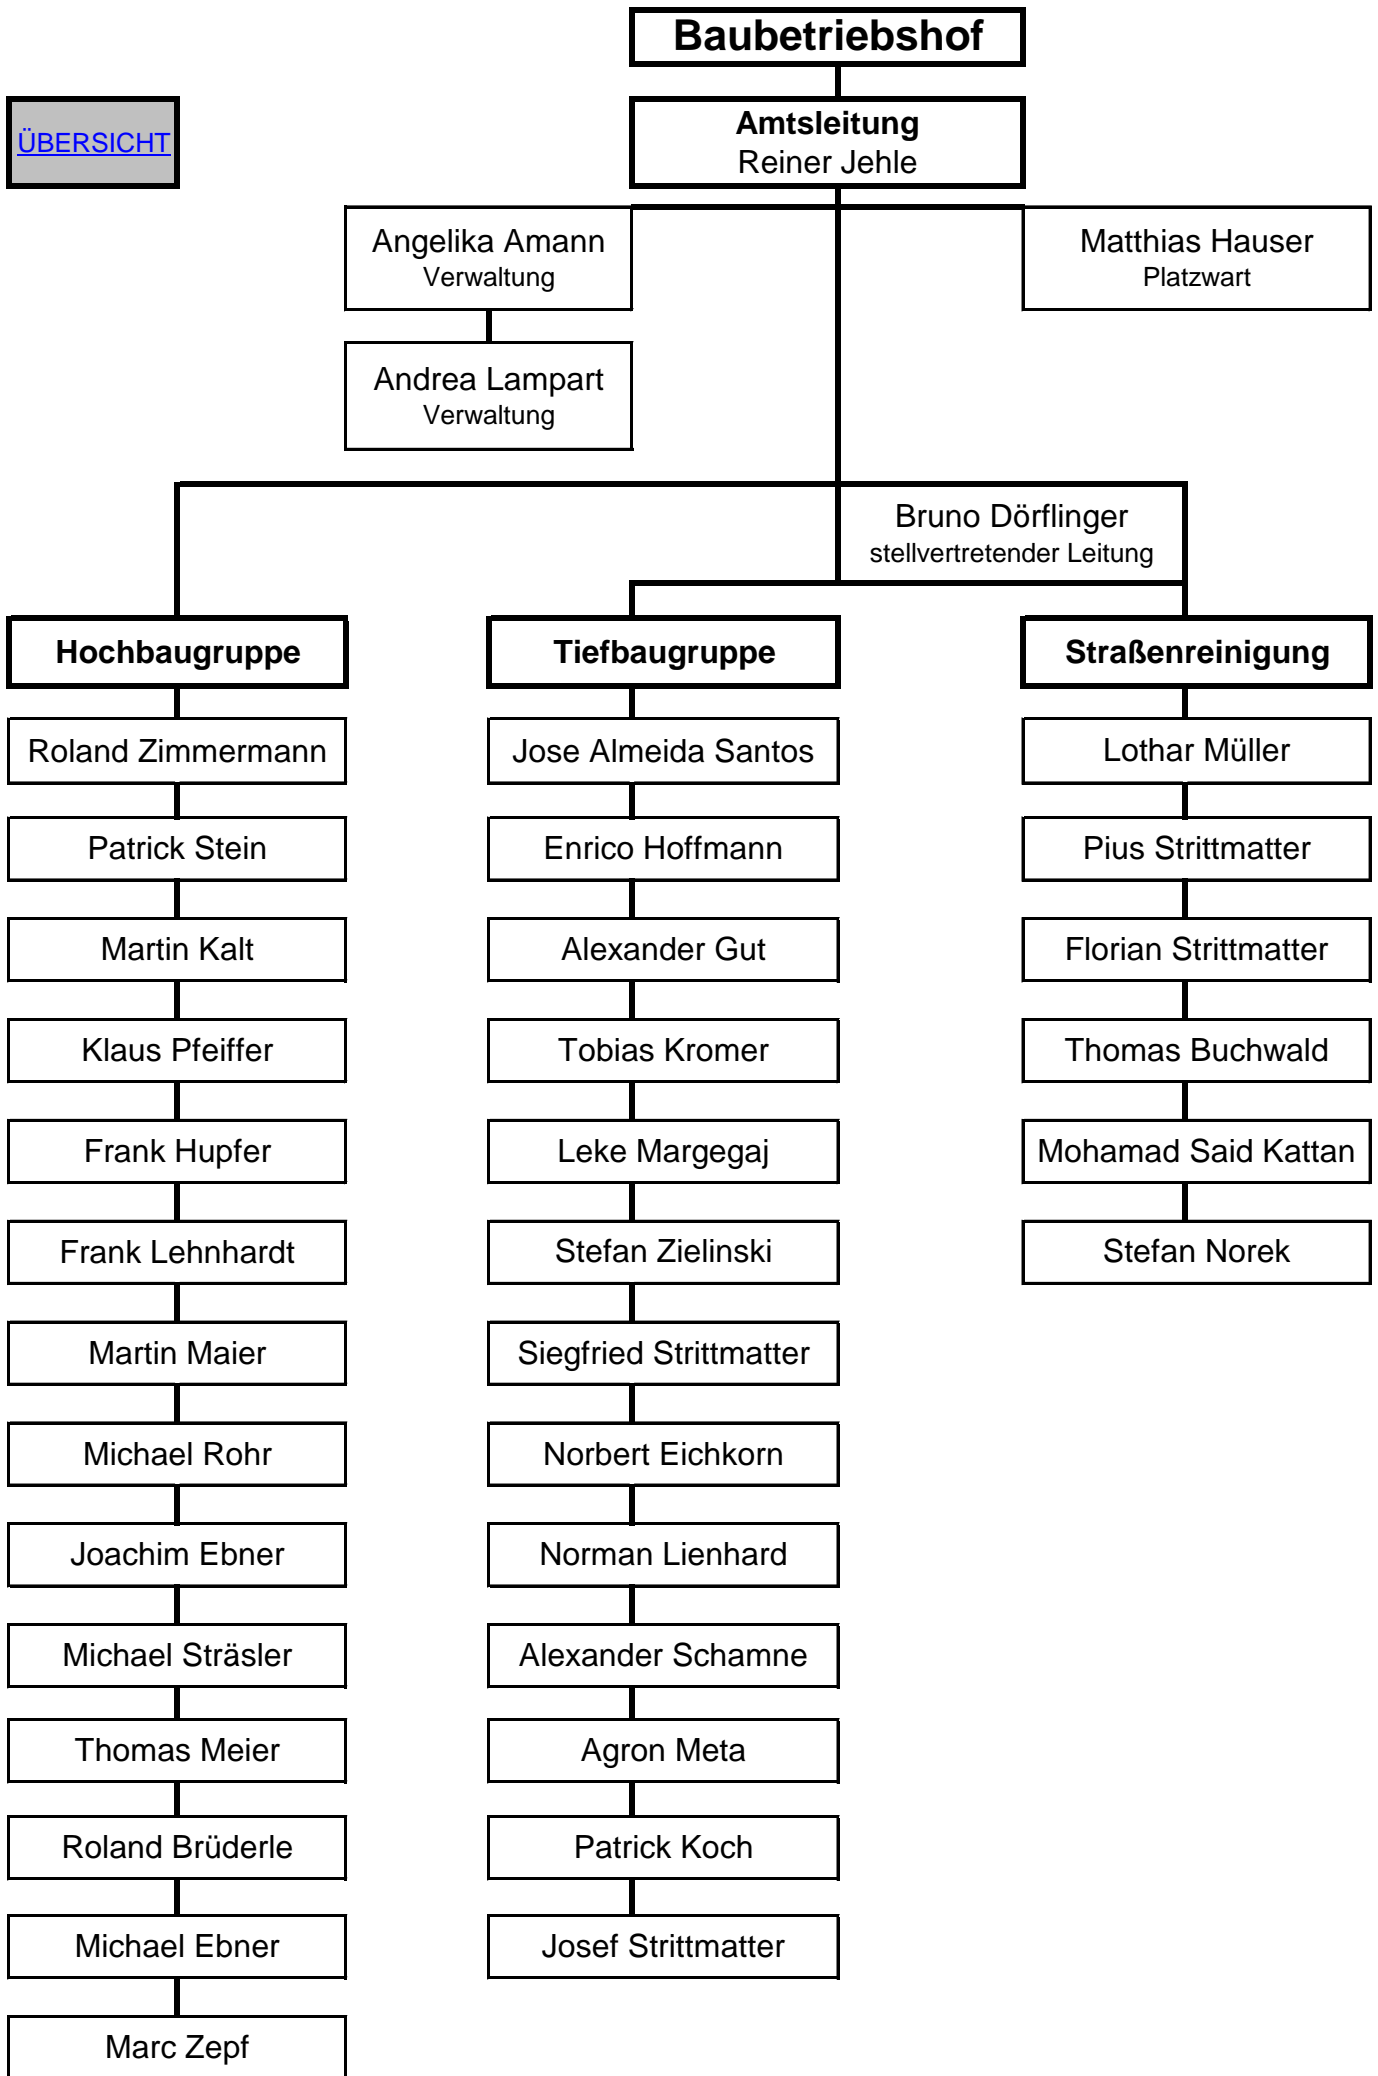 Baubetriebshof
ÜBERSICHT
Amtsleitung
Reiner Jehle
Angelika Amann
Verwaltung
Matthias Hauser
Platzwart
Andrea Lampart
Verwaltung
Bruno Dörflinger
stellvertretender Leitung
Hochbaugruppe
Roland Zimmermann
Patrick Stein
Martin Kalt
Klaus Pfeiffer
Frank Hupfer
Frank Lehnhardt
Martin Maier
Michael Rohr
Joachim Ebner
Michael Sträsler
Thomas Meier
Roland Brüderle
Michael Ebner
Marc Zepf
Tiefbaugruppe
Jose Almeida Santos
Enrico Hoffmann
Alexander Gut
Tobias Kromer
Leke Margegaj
Stefan Zielinski
Siegfried Strittmatter
Norbert Eichkorn
Norman Lienhard
Alexander Schamne
Agron Meta
Patrick Koch
Josef Strittmatter
Straßenreinigung
Lothar Müller
Pius Strittmatter
Florian Strittmatter
Thomas Buchwald
Mohamad Said Kattan
Stefan Norek